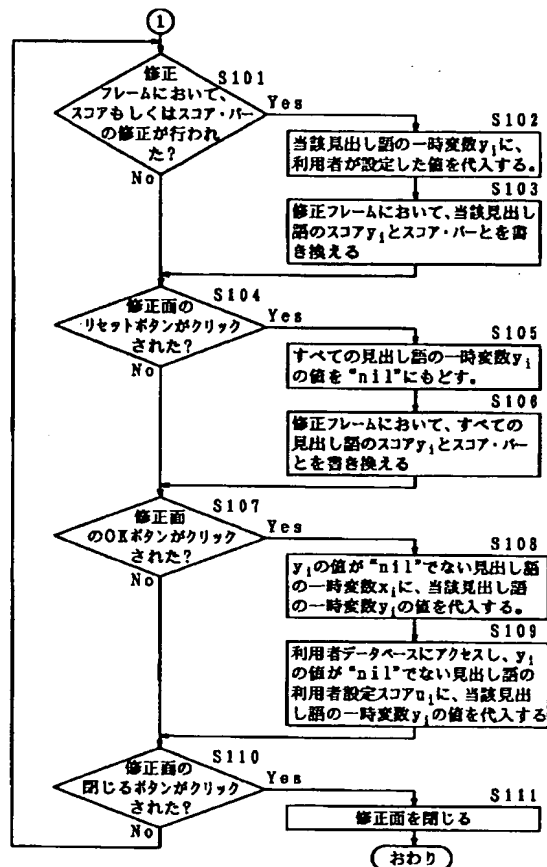 1
修正
フレームにおいて、
スコアもしくはスコア・バー
の修正が行われ
た?
S101
Yes
No
S102
当該見出し語の一時変数yiに、
利用者が設定した値を代入する。
S103
修正フレームにおいて、当該見出し
語のスコアyiとスコア・バーとを書
き換える
S104
修正面の
リセットボタンがクリック
された?
Yes
No
S105
すべての見出し語の一時変数yi
の値を"nil"にもどす。
S106
修正フレームにおいて、すべての
見出し語のスコアyiとスコア・バー
とを書き換える
S107
修正面
のOKボタンがクリック
された?
Yes
No
S108
yiの値が"nil"でない見出し語
の一時変数xiに、当該見出し語
の一時変数yiの値を代入する。
S109
利用者データベースにアクセスし、yi
の値が"nil"でない見出し語の
利用者設定スコアuiに、当該見出
し語の一時変数yiの値を代入する
S110
修正面の
閉じるボタンがクリック
された?
Yes
No
S111
修正面を閉じる
おわり